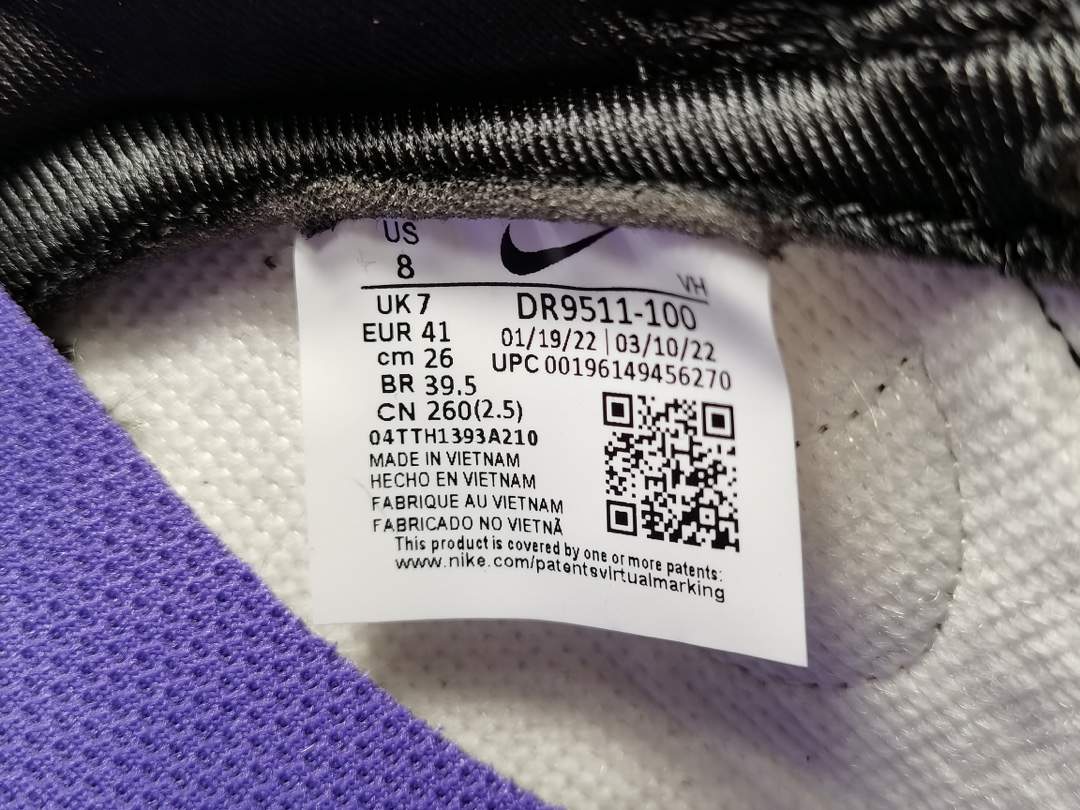 US
8
VH
UK 7
DR9511-100
EUR 41
01/19/22 | 03/10/22
cm 26
UPC 00196149456270
BR 39.5
CN 260(2.5)
04TTH1393A210
MADE IN VIETNAM
HECHO EN VIETNAM
FABRIQUE AU VIETNAM
FABRICADO NO VIETNÃ
This product is covered by one or more patents:
www.nike.com/patentsvirtualmarking